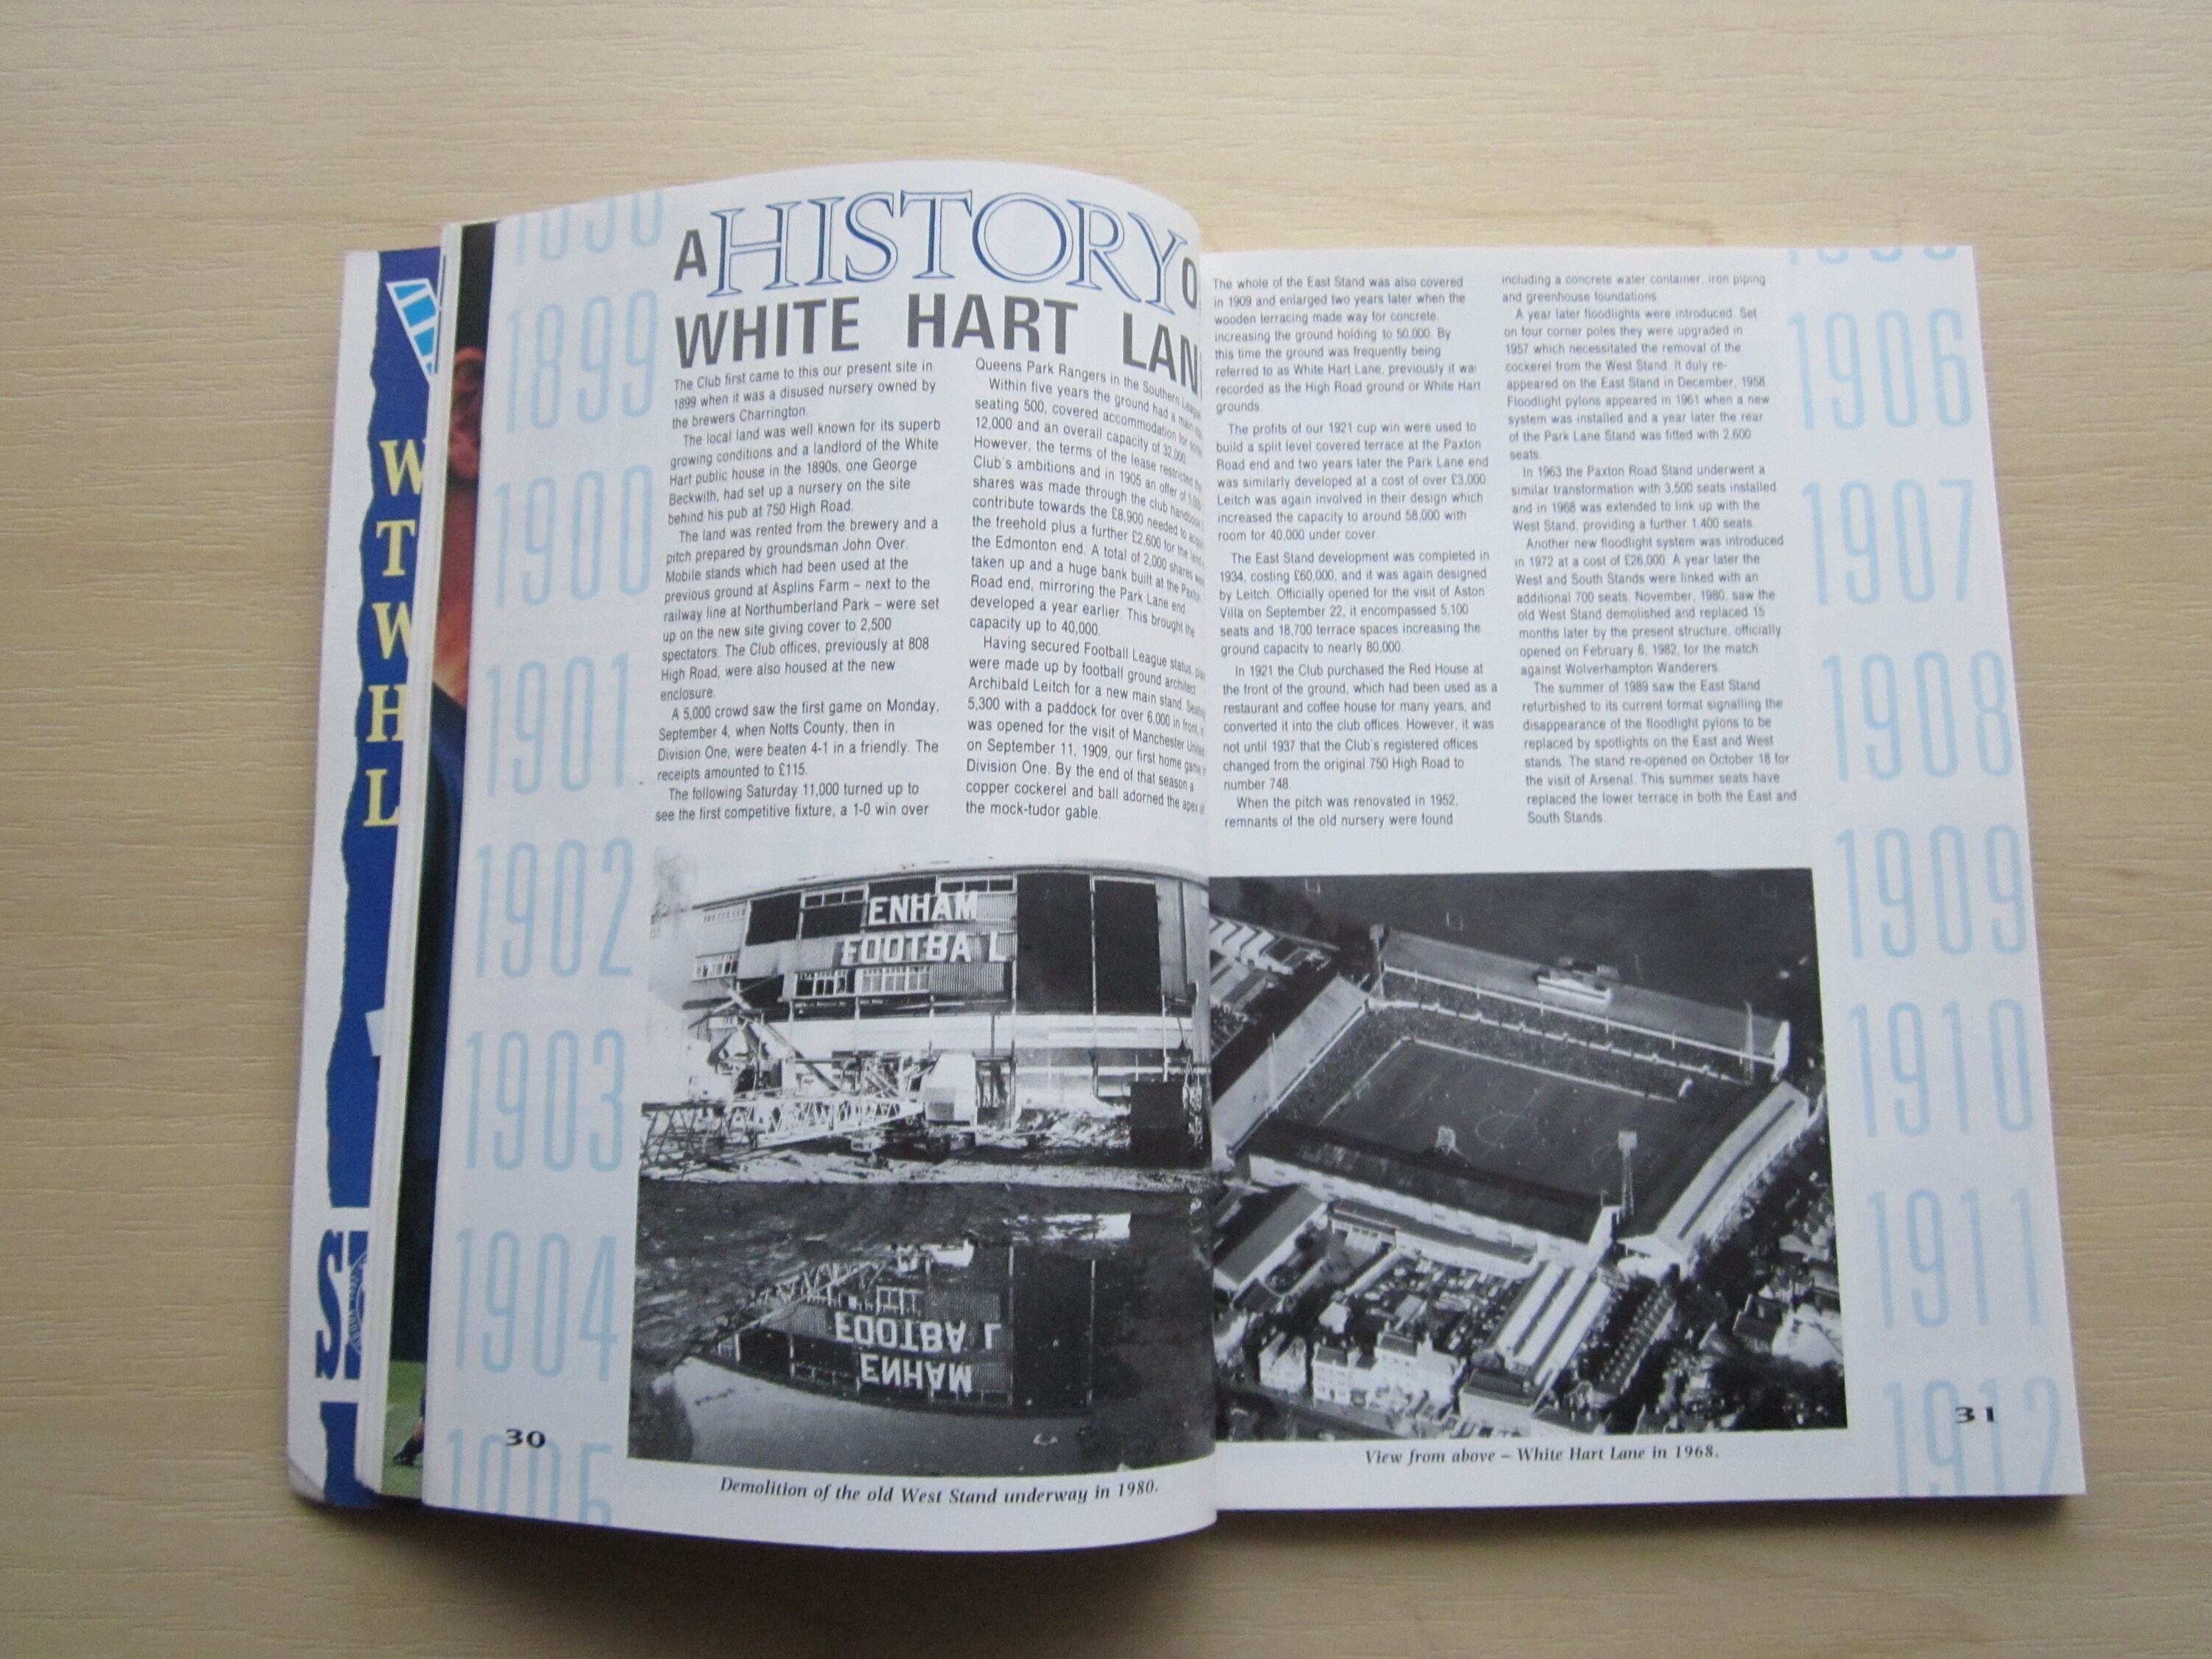 A HISTORY
WHITE HART LAN
The Club first came to this our present site in
1899 when it was a disused nursery owned by
the brewers Charrington.
The local land was well known for its superb
growing conditions and a landlord of the White
Hart public house in the 1890s, one George
Beckwith, had set up a nursery on the site
behind his pub at 750 High Road.
The land was rented from the brewery and a
pitch prepared by groundsman John Over.
Mobile stands which had been used at the
previous ground at Asplins Farm – next to the
railway line at Northumberland Park – were set
up on the new site giving cover to 2,500
spectators. The Club offices, previously at 808
High Road, were also housed at the new
enclosure.
A 5,000 crowd saw the first game on Monday,
September 4, when Notts County, then in
Division One, were beaten 4-1 in a friendly. The
receipts amounted to £115.
The following Saturday 11,000 turned up to
see the first competitive fixture, a 1-0 win over
Queens Park Rangers in the Southern League
Within five years the ground had a main
seating 500, covered accommodation for
12,000 and an overall capacity of 32,000.
However, the terms of the lease restricted the
Club's ambitions and in 1905 an offer of 5,000
shares was made through the club handbook
contribute towards the £8,900 needed to
the freehold plus a further £2,600 for the
the Edmonton end. A total of 2,000 shares
taken up and a huge bank built at the Paxton
Road end, mirroring the Park Lane end
developed a year earlier. This brought the
capacity up to 40,000.
Having secured Football League status,
were made up by football ground architect
Archibald Leitch for a new main stand. Seating
5,300 with a paddock for over 6,000 in front,
was opened for the visit of Manchester United
on September 11, 1909, our first home game
Division One. By the end of that season a
copper cockerel and ball adorned the apex of
the mock-tudor gable.
The whole of the East Stand was also covered
in 1909 and enlarged two years later when the
wooden terracing made way for concrete,
increasing the ground holding to 50,000. By
this time the ground was frequently being
referred to as White Hart Lane, previously it
recorded as the High Road ground or White Hart
grounds.
The profits of our 1921 cup win were used to
build a split level covered terrace at the Paxton
Road end and two years later the Park Lane end
was similarly developed at a cost of over £3,000.
Leitch was again involved in their design which
increased the capacity to around 58,000 with
room for 40,000 under cover.
The East Stand development was completed in
1934, costing £60,000, and it was again designed
by Leitch. Officially opened for the visit of Aston
Villa on September 22, it encompassed 5,100
seats and 18,700 terrace spaces increasing the
ground capacity to nearly 80,000.
In 1921 the Club purchased the Red House at
the front of the ground, which had been used as a
restaurant and coffee house for many years, and
converted it into the club offices. However, it was
not until 1937 that the Club's registered offices
changed from the original 750 High Road to
number 748.
When the pitch was renovated in 1952,
remnants of the old nursery were found
including a concrete water container, iron piping
and greenhouse foundations.
A year later floodlights were introduced. Set
on four corner poles they were upgraded in
1957 which necessitated the removal of the
cockerel from the West Stand. It duly re-
appeared on the East Stand in December, 1958.
Floodlight pylons appeared in 1961 when a new
system was installed and a year later the rear
of the Park Lane Stand was fitted with 2,600
seats.
In 1963 the Paxton Road Stand underwent a
similar transformation with 3,500 seats installed
and in 1968 was extended to link up with the
West Stand, providing a further 1,400 seats.
Another new floodlight system was introduced
in 1972 at a cost of £26,000. A year later the
West and South Stands were linked with an
additional 700 seats. November, 1980, saw the
old West Stand demolished and replaced 15
months later by the present structure, officially
opened on February 6, 1982, for the match
against Wolverhampton Wanderers.
The summer of 1989 saw the East Stand
refurbished to its current format signalling the
disappearance of the floodlight pylons to be
replaced by spotlights on the East and West
stands. The stand re-opened on October 18 for
the visit of Arsenal. This summer seats have
replaced the lower terrace in both the East and
South Stands.
1899
1900
1901
1902
1903
1904
1905
1906
1907
1908
1909
1910
1911
1912
ENHAM
FOOTBA L
Demolition of the old West Stand underway in 1980.
View from above – White Hart Lane in 1968.
30
31
W
T
W
H
L